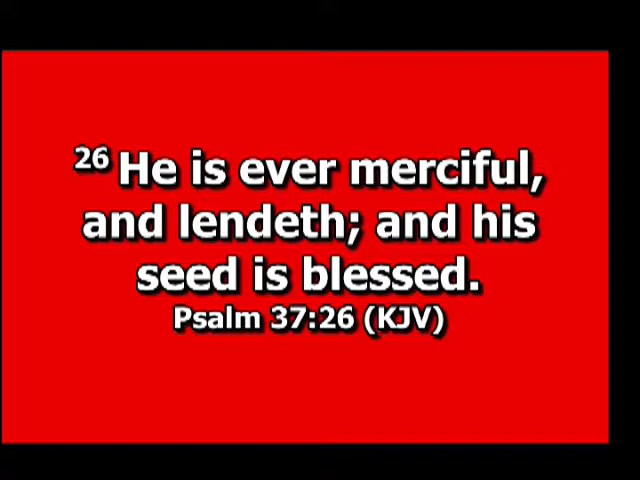 26 He is ever merciful,
and lendeth; and his
seed is blessed.
Psalm 37:26 (KJV)